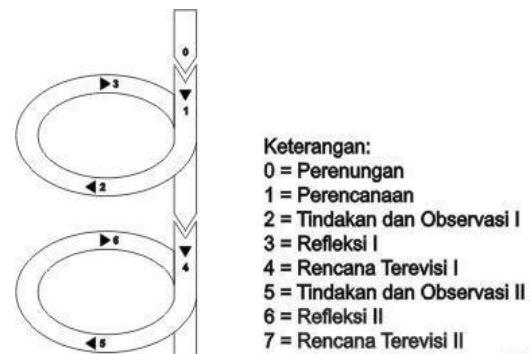 0
3
1
2
6
4
5
Keterangan:
0 = Perenungan
1 = Perencanaan
2 = Tindakan dan Observasi I
3 = Refleksi I
4 = Rencana Terevisi I
5 = Tindakan dan Observasi II
6 = Refleksi II
7 = Rencana Terevisi II